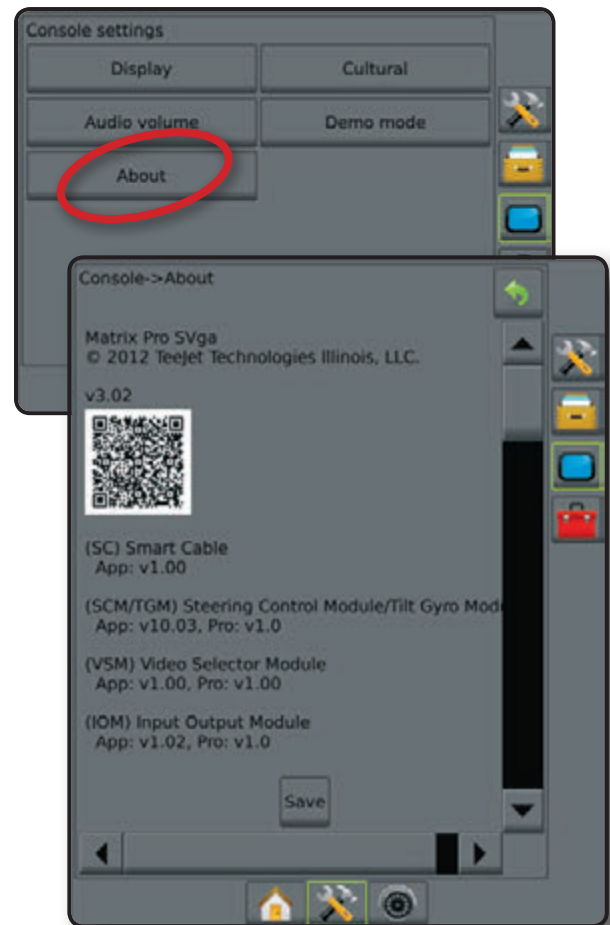 Console settings
Display
Cultural
Audio volume
Demo mode
About
Console->About
Matrix Pro SVga
© 2012 TeeJet Technologies Illinois, LLC.
v3.02
(SC) Smart Cable
App: v1.00
(SCM/TGM) Steering Control Module/Tilt Gyro Mod
App: v10.03, Pro: v1.0
(VSM) Video Selector Module
App: v1.00, Pro: v1.00
(IOM) Input Output Module
App: v1.02, Pro: v1.0
Save